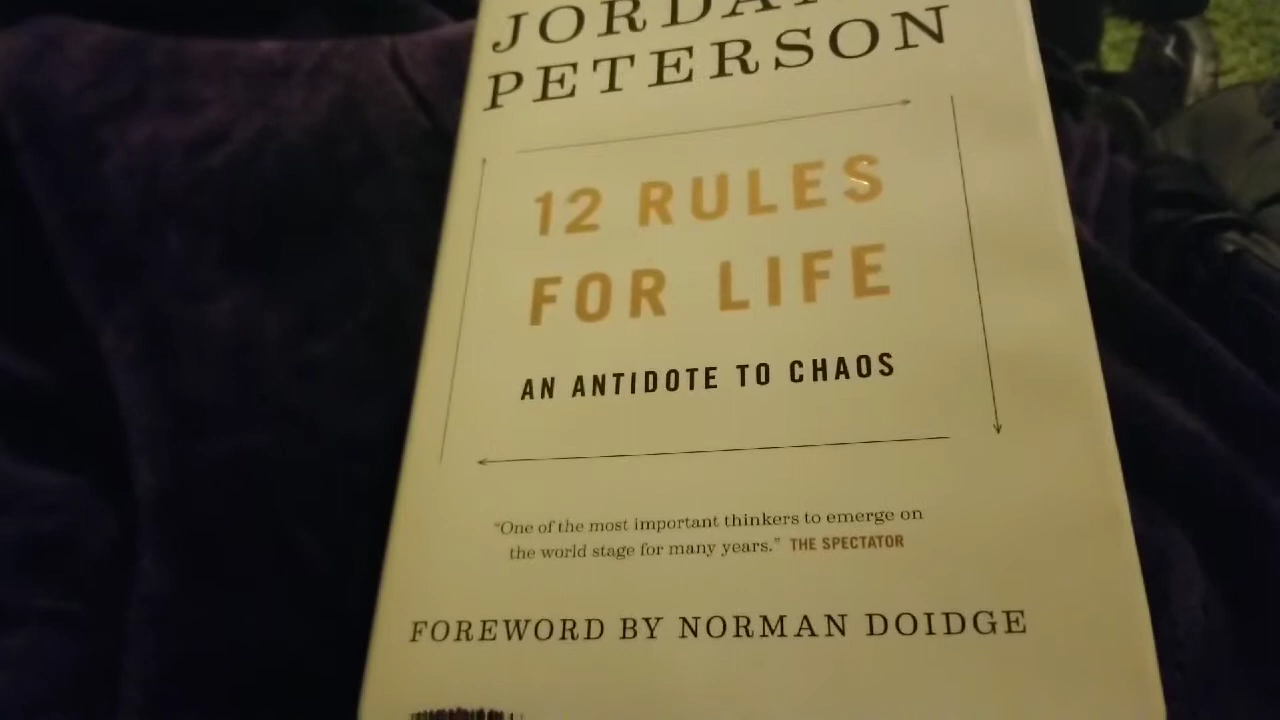 JORDAN
PETERSON
12 RULES
FOR LIFE
AN ANTIDOTE TO CHAOS
“One of the most important thinkers to emerge on
the world stage for many years.” THE SPECTATOR
FOREWORD BY NORMAN DOIDGE